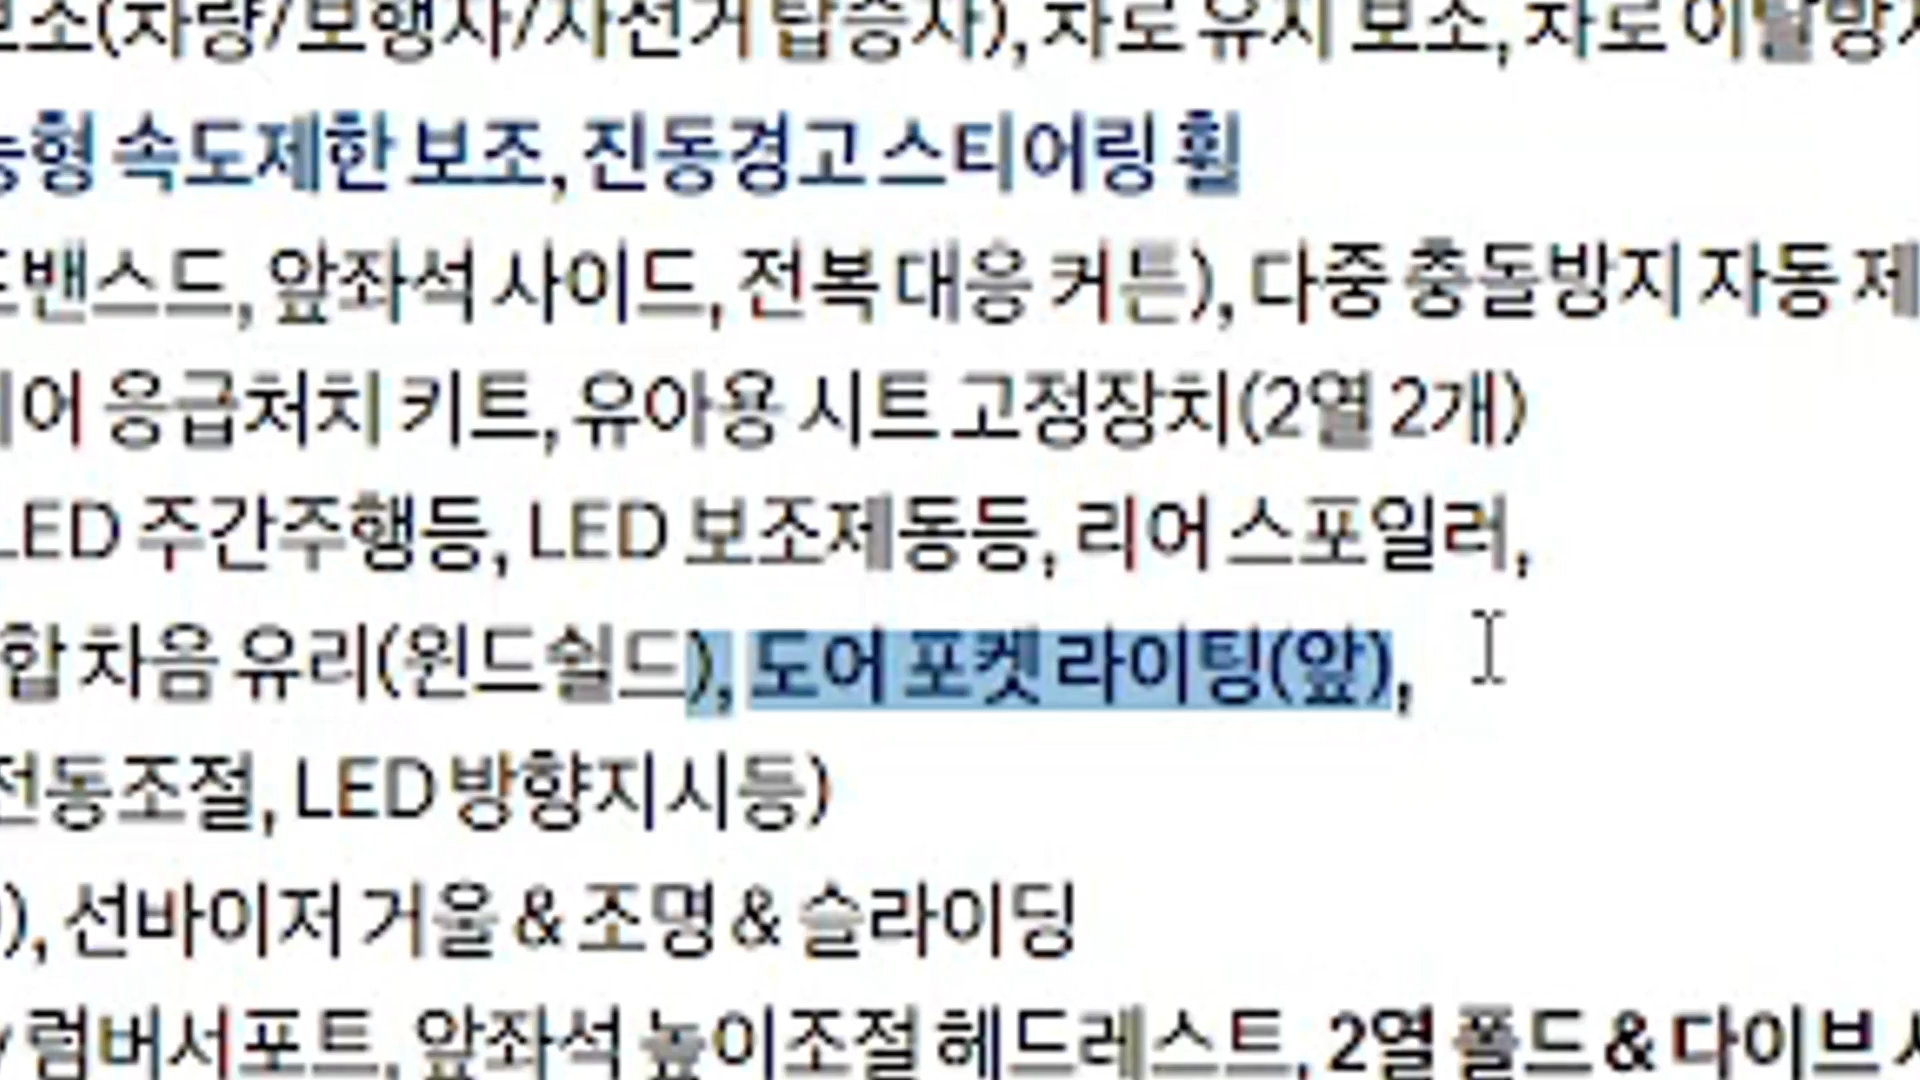 보조(차량/보행자/자전거 탑승자), 차로 유지 보조, 차로 이탈방지
능형 속도제한 보조, 진동경고 스티어링 휠
드밴스드, 앞좌석 사이드, 전복 대응 커튼), 다중 충돌방지 자동 제
어 응급처치 키트, 유아용 시트 고정장치(2열 2개)
LED 주간주행등, LED 보조제동등, 리어 스포일러,
합 차음 유리(윈드쉴드), 도어 포켓 라이팅(앞),
전동조절, LED 방향지시등)
), 선바이저 거울 & 조명 & 슬라이딩
럼버서포트, 앞좌석 높이조절 헤드레스트, 2열 폴드 & 다이브